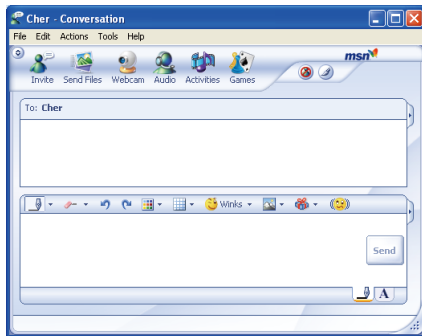 Cher - Conversation
File Edit Actions Tools Help
msn
Invite Send Files Webcam Audio Activities Games
To: Cher
Winks
Send
A